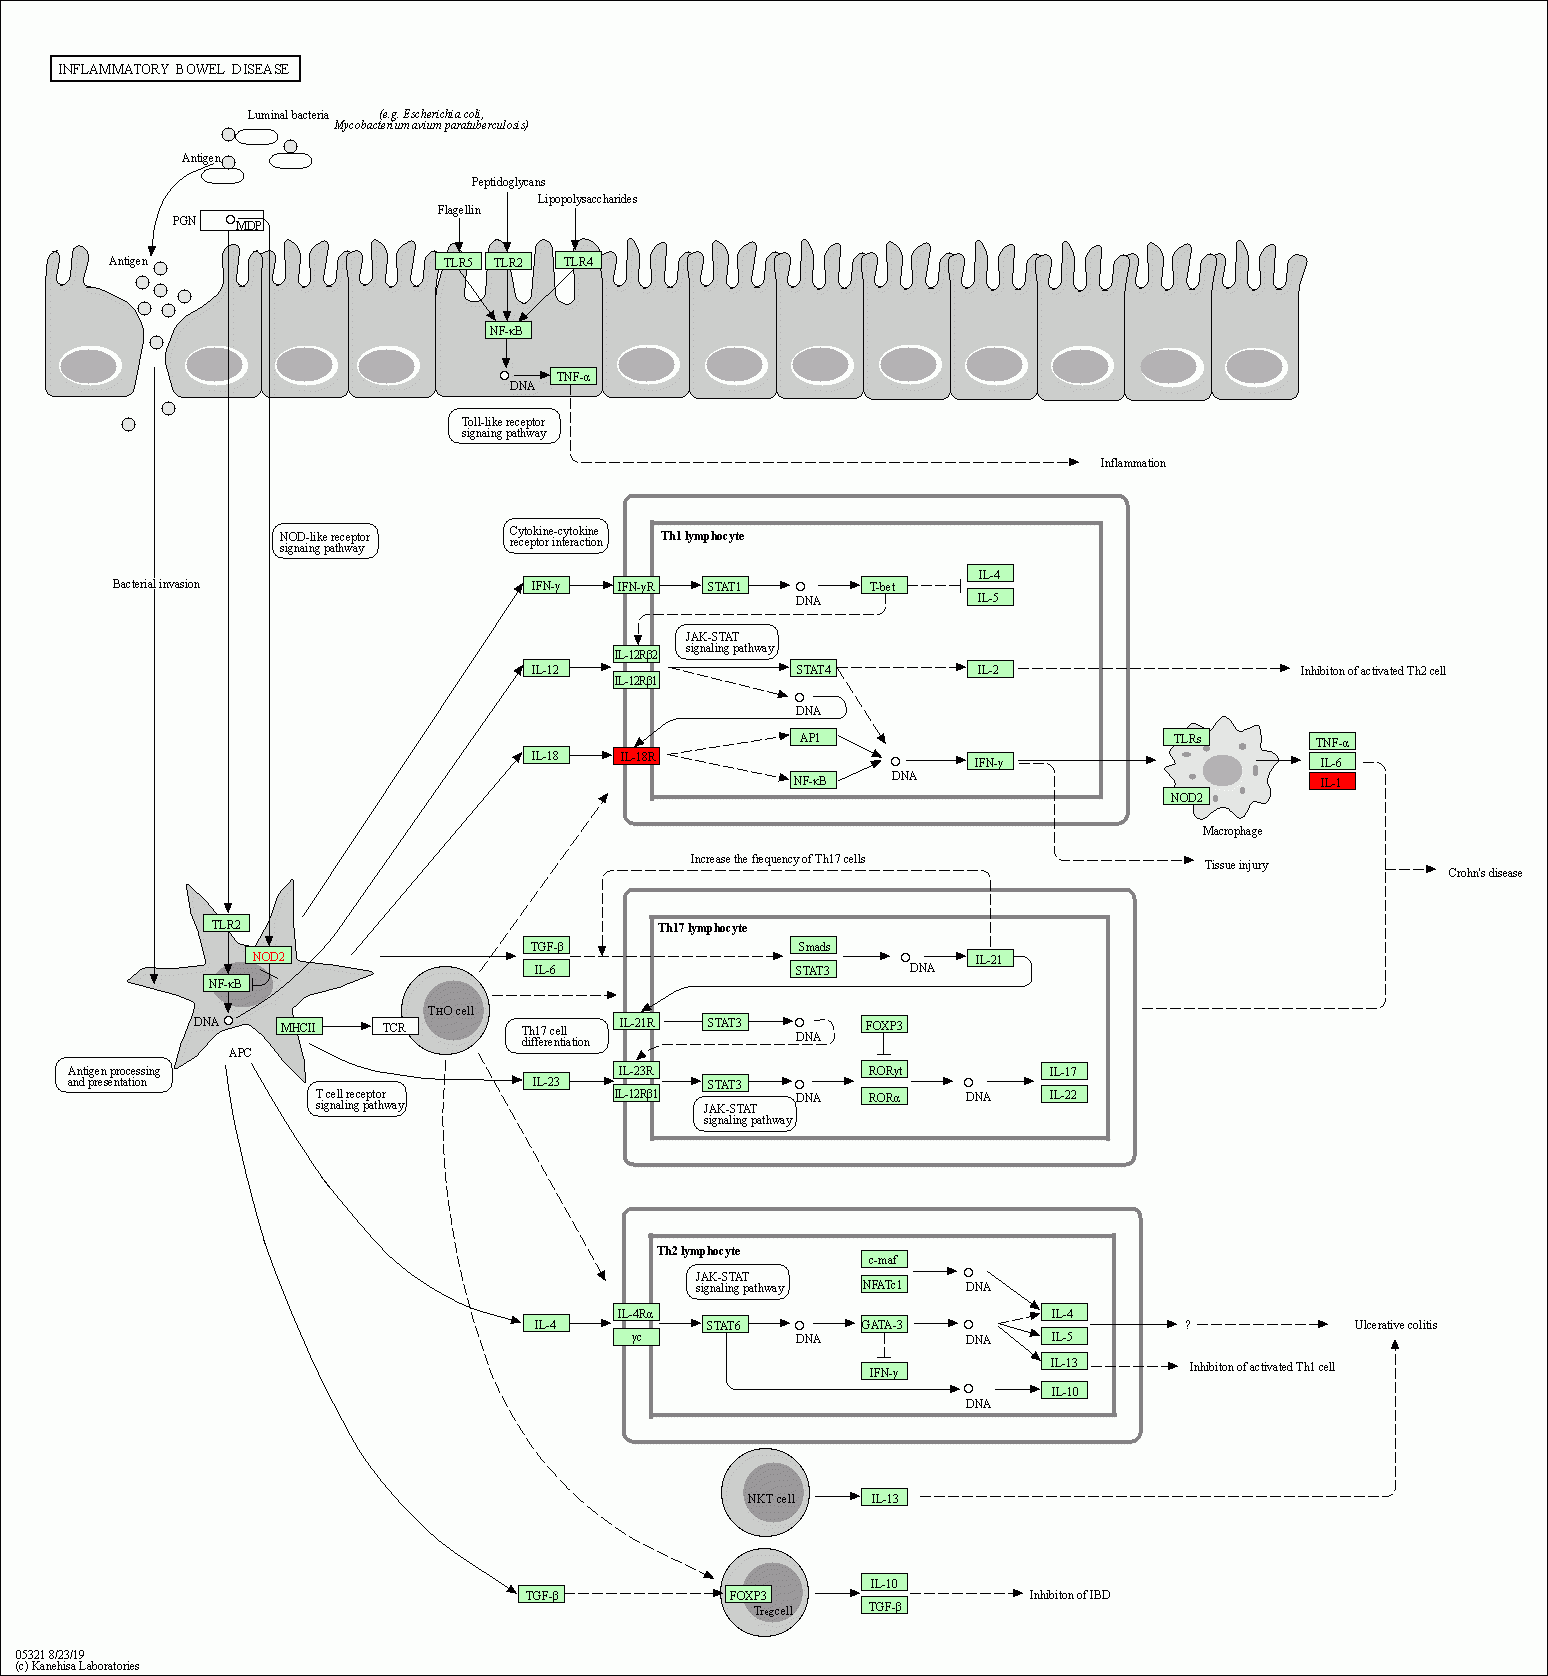 INFLAMMATORY BOWEL DISEASE
Luminal bacteria
(e.g. Escherichia coli,
Mycobacterium avium paratuberculosis)
Antigen
PGN
MDP
Peptidoglycans
Flagellin
Lipopolysaccharides
Antigen
TLR5
TLR2
TLR4
NF-κB
DNA
TNF-α
Toll-like receptor
signaing pathway
Inflammation
NOD-like receptor
signaing pathway
Bacterial invasion
Cytokine-cytokine
receptor interaction
Th1 lymphocyte
IFN-γ
IFN-γR
STAT1
DNA
T-bet
IL-4
IL-5
IL-12
IL-12Rβ2
IL-12Rβ1
JAK-STAT
signaling pathway
STAT4
DNA
IL-2
Inhibiton of activated Th2 cell
IL-18
IL-18R
AP1
NF-κB
DNA
IFN-γ
TLRs
NOD2
Macrophage
TNF-α
IL-6
IL-1
Tissue injury
Crohn's disease
Increase the frequency of Th17 cells
TLR2
NOD2
NF-κB
DNA
MHCII
APC
TCR
TH0 cell
Antigen processing
and presentation
T cell receptor
signaling pathway
Th17 lymphocyte
TGF-β
IL-6
Smads
STAT3
DNA
IL-21
Th17 cell
differentiation
IL-21R
STAT3
DNA
FOXP3
IL-23
IL-23R
IL-12Rβ1
STAT3
DNA
RORγt
RORα
DNA
IL-17
IL-22
JAK-STAT
signaling pathway
Th2 lymphocyte
JAK-STAT
signaling pathway
c-maf
NFATc1
DNA
IL-4
IL-4Rα
γc
STAT6
DNA
GATA-3
DNA
IFN-γ
IL-4
IL-5
IL-13
DNA
IL-10
?
Ulcerative colitis
Inhibiton of activated Th1 cell
NKT cell
IL-13
TGF-β
FOXP3
Treg cell
IL-10
TGF-β
Inhibiton of IBD
05321 8/23/19
(c) Kanehisa Laboratories